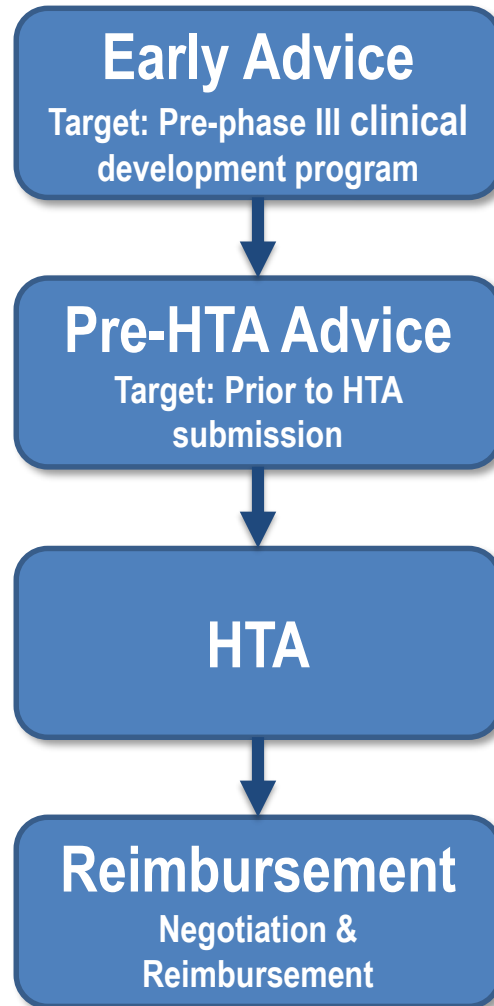 Early Advice
Target: Pre-phase III clinical
development program
Pre-HTA Advice
Target: Prior to HTA
submission
HTA
Reimbursement
Negotiation &
Reimbursement